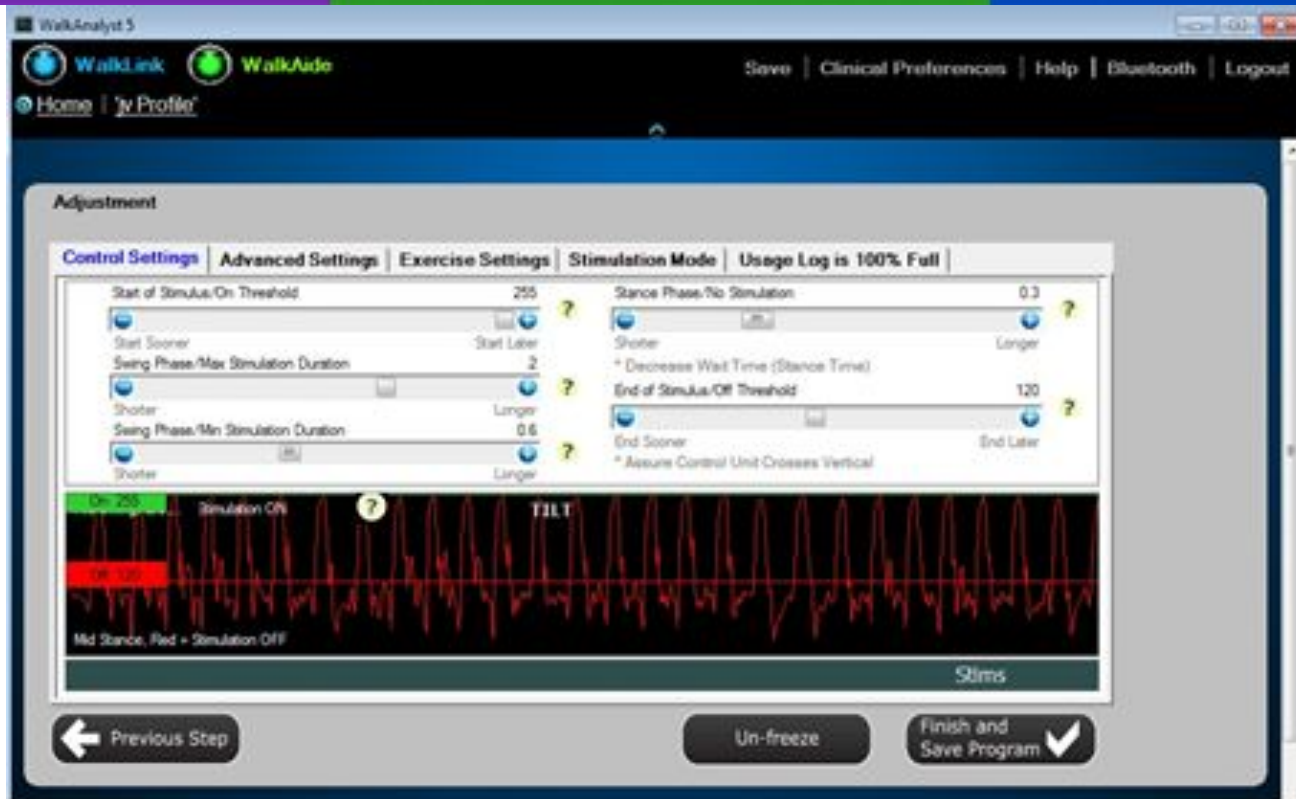 WalkAnalyst 5
WalkLink WalkAide
Save | Clinical Preferences | Help | Bluetooth | Logout
Home | 'jv Profile'
Adjustment
Control Settings | Advanced Settings | Exercise Settings | Stimulation Mode | Usage Log is 100% Full
Start of Stimulus/On Threshold 255 ?
Start Sooner Start Later
Swing Phase/Max Stimulation Duration 2 ?
Shorter Longer
Swing Phase/Min Stimulation Duration 0.6 ?
Shorter Longer
Stance Phase/No Stimulation 0.3 ?
Shorter Longer
* Decrease Wait Time (Stance Time)
End of Stimulus/Off Threshold 120 ?
End Sooner End Later
* Assure Control Unit Crosses Vertical
On: 255 Stimulation ON ? TILT
Off: 120
Mid Stance, Red = Stimulation OFF
Stims
Previous Step
Un-freeze
Finish and
Save Program